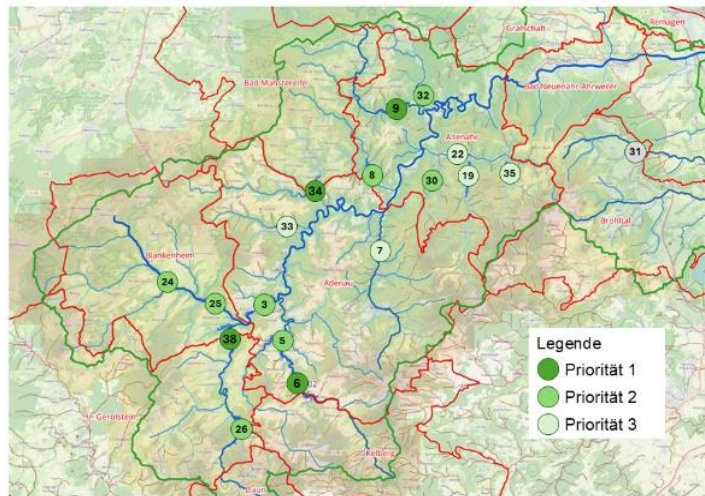 Grafschaft
Remagen
Bad Münstereifel
Bad Neuenahr-Ahrweiler
32
9
Altenahr
22
31
8
30
19
35
34
33
Brohltal
7
Blankenheim
24
Adenau
25
3
38
5
Legende
Priorität 1
Priorität 2
Priorität 3
6
Gerolstein
26
Kelberg
Daun